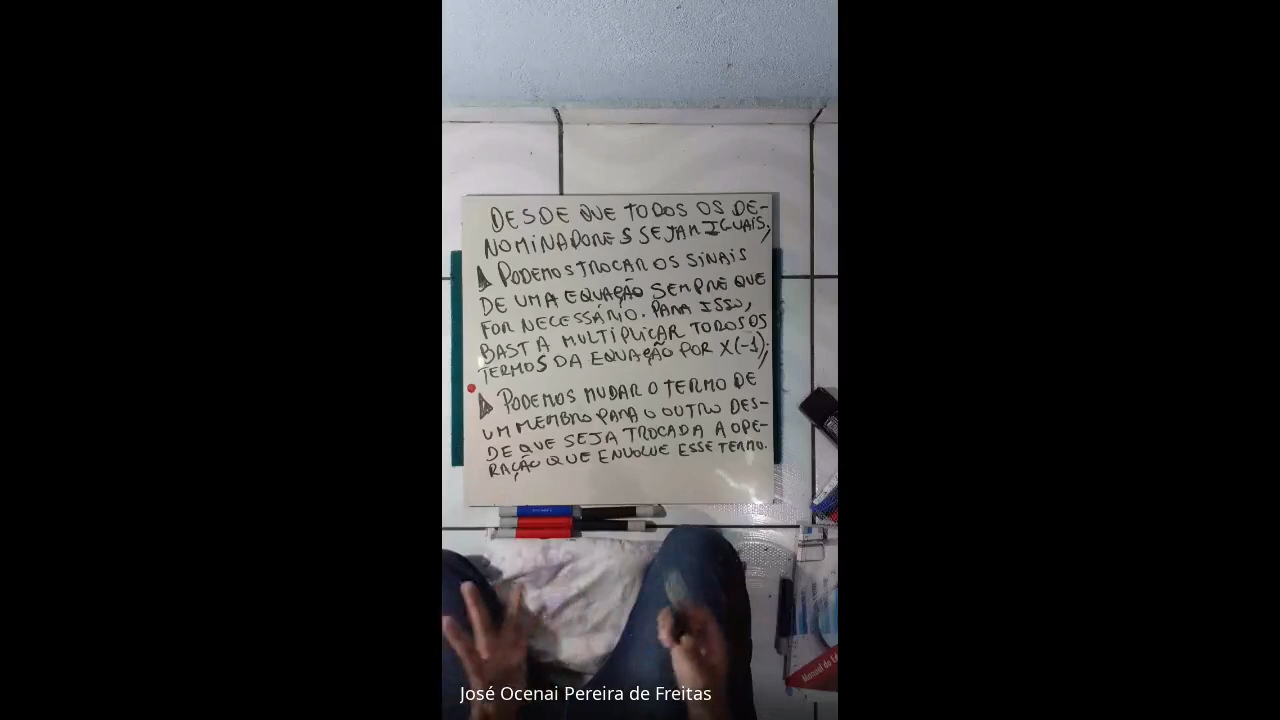 DESDE QUE TODOS OS DE-
NOMINADORES SEJAM IGUAIS;
PODEMOS TROCAR OS SINAIS
DE UMA EQUAÇÃO SEMPRE QUE
FOR NECESSÁRIO. PARA ISSO,
BASTA MULTIPLICAR TODOS OS
TERMOS DA EQUAÇÃO POR X(-1);
PODEMOS MUDAR O TERMO DE
UM MEMBRO PARA O OUTRO DES-
DE QUE SEJA TROCADA A OPE-
RAÇÃO QUE ENVOLVE ESSE TERMO.
José Ocenai Pereira de Freitas